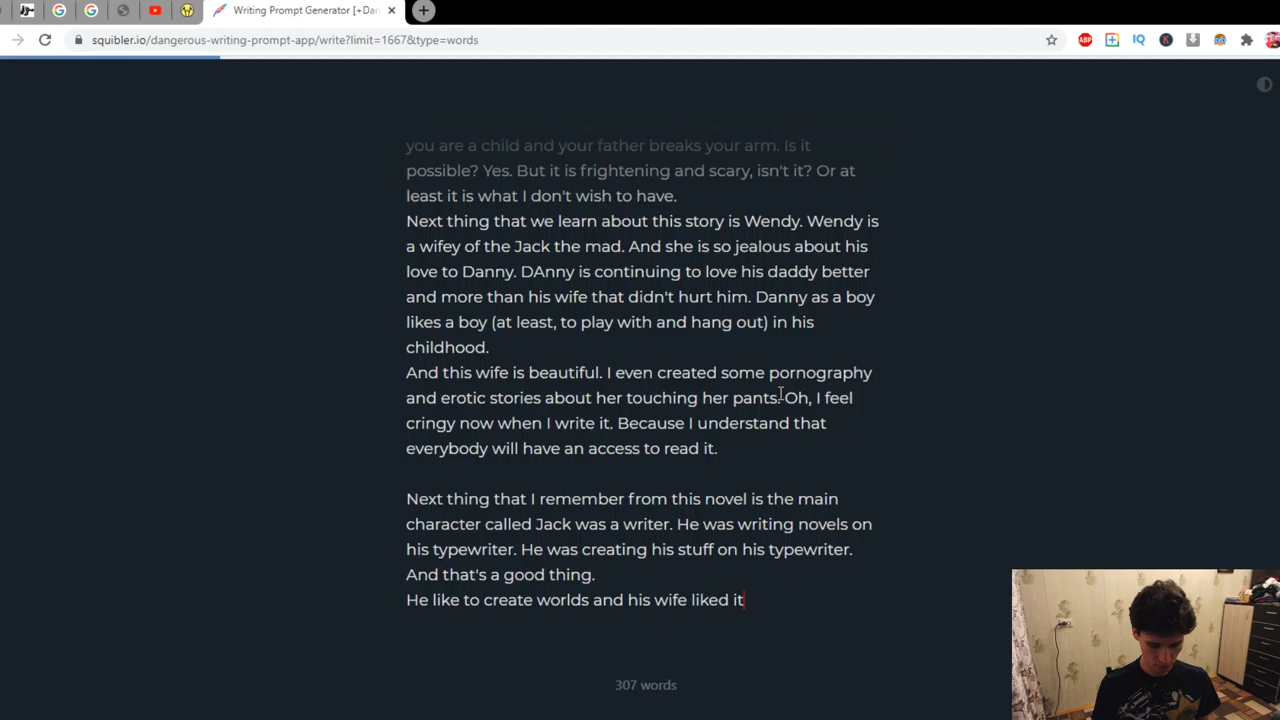 Writing Prompt Generator [+Dan
squibler.io/dangerous-writing-prompt-app/write?limit=1667&type=words
you are a child and your father breaks your arm. Is it
possible? Yes. But it is frightening and scary, isn't it? Or at
least it is what I don't wish to have.
Next thing that we learn about this story is Wendy. Wendy is
a wifey of the Jack the mad. And she is so jealous about his
love to Danny. DAnny is continuing to love his daddy better
and more than his wife that didn't hurt him. Danny as a boy
likes a boy (at least, to play with and hang out) in his
childhood.
And this wife is beautiful. I even created some pornography
and erotic stories about her touching her pants. Oh, I feel
cringy now when I write it. Because I understand that
everybody will have an access to read it.
Next thing that I remember from this novel is the main
character called Jack was a writer. He was writing novels on
his typewriter. He was creating his stuff on his typewriter.
And that's a good thing.
He like to create worlds and his wife liked it
307 words